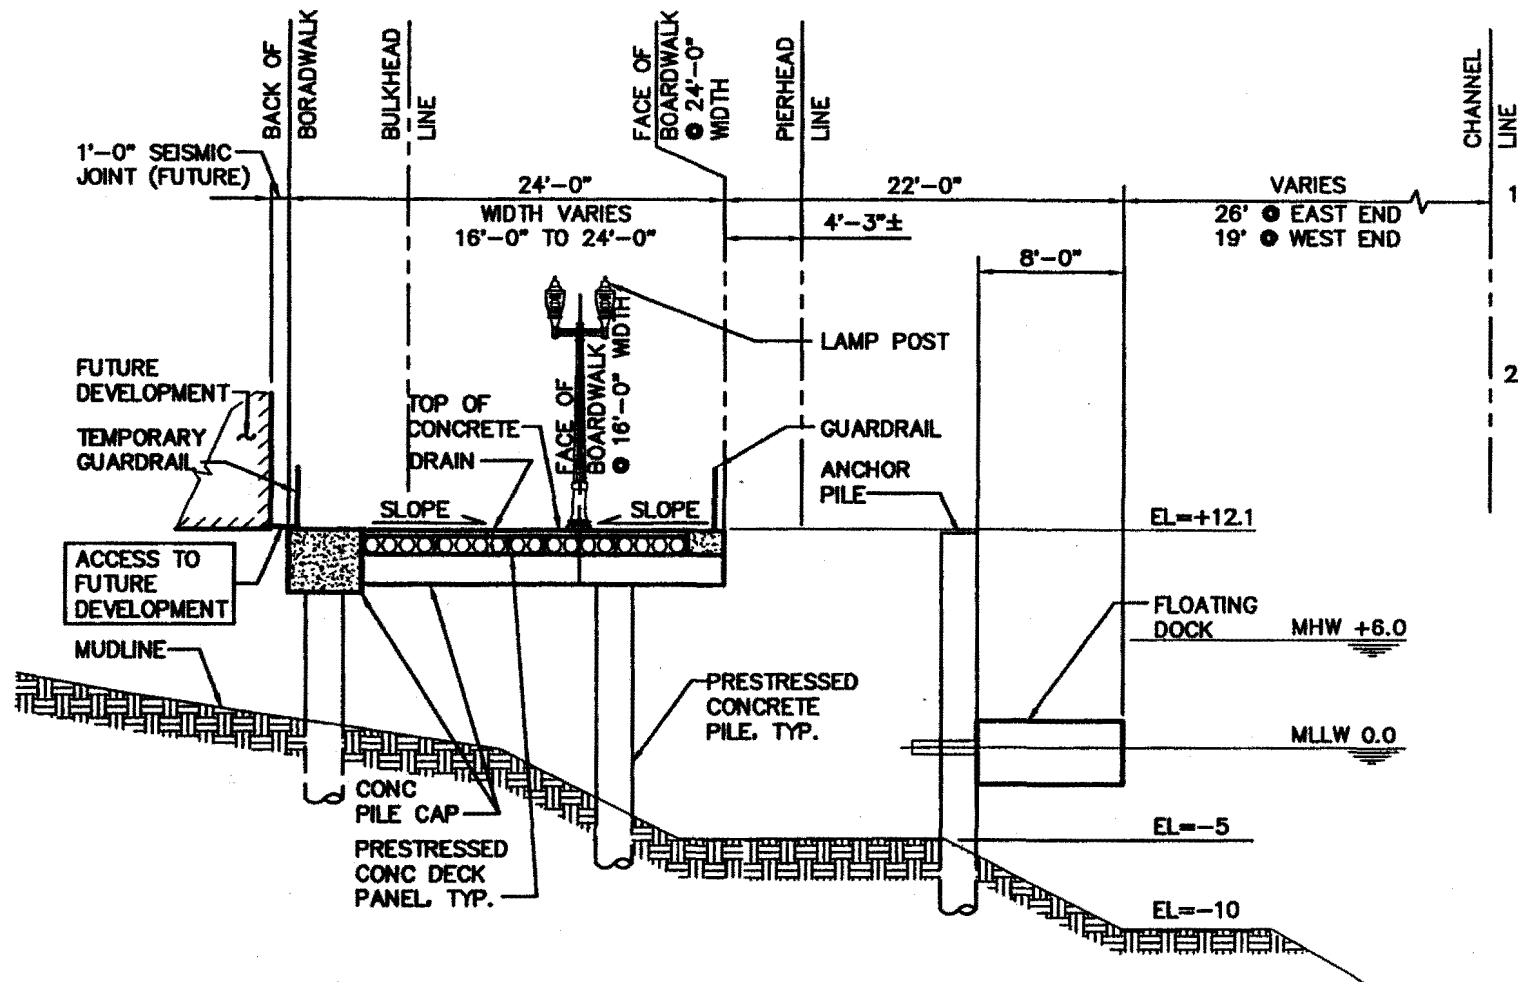 BACK OF
BORADWALK
BULKHEAD
LINE
FACE OF
BOARDWALK
@ 24'-0"
WIDTH
PIERHEAD
LINE
CHANNEL
LINE
1'-0" SEISMIC
JOINT (FUTURE)
24'-0"
WIDTH VARIES
16'-0" TO 24'-0"
22'-0"
4'-3"±
8'-0"
VARIES
26' @ EAST END
19' @ WEST END
1
2
LAMP POST
FACE OF
BOARDWALK
@ 16'-0" WIDTH
FUTURE
DEVELOPMENT
TEMPORARY
GUARDRAIL
TOP OF
CONCRETE
DRAIN
GUARDRAIL
ANCHOR
PILE
SLOPE
SLOPE
EL=+12.1
ACCESS TO
FUTURE
DEVELOPMENT
MUDLINE
FLOATING
DOCK
MHW +6.0
PRESTRESSED
CONCRETE
PILE, TYP.
MLLW 0.0
CONC
PILE CAP
PRESTRESSED
CONC DECK
PANEL, TYP.
EL=-5
EL=-10